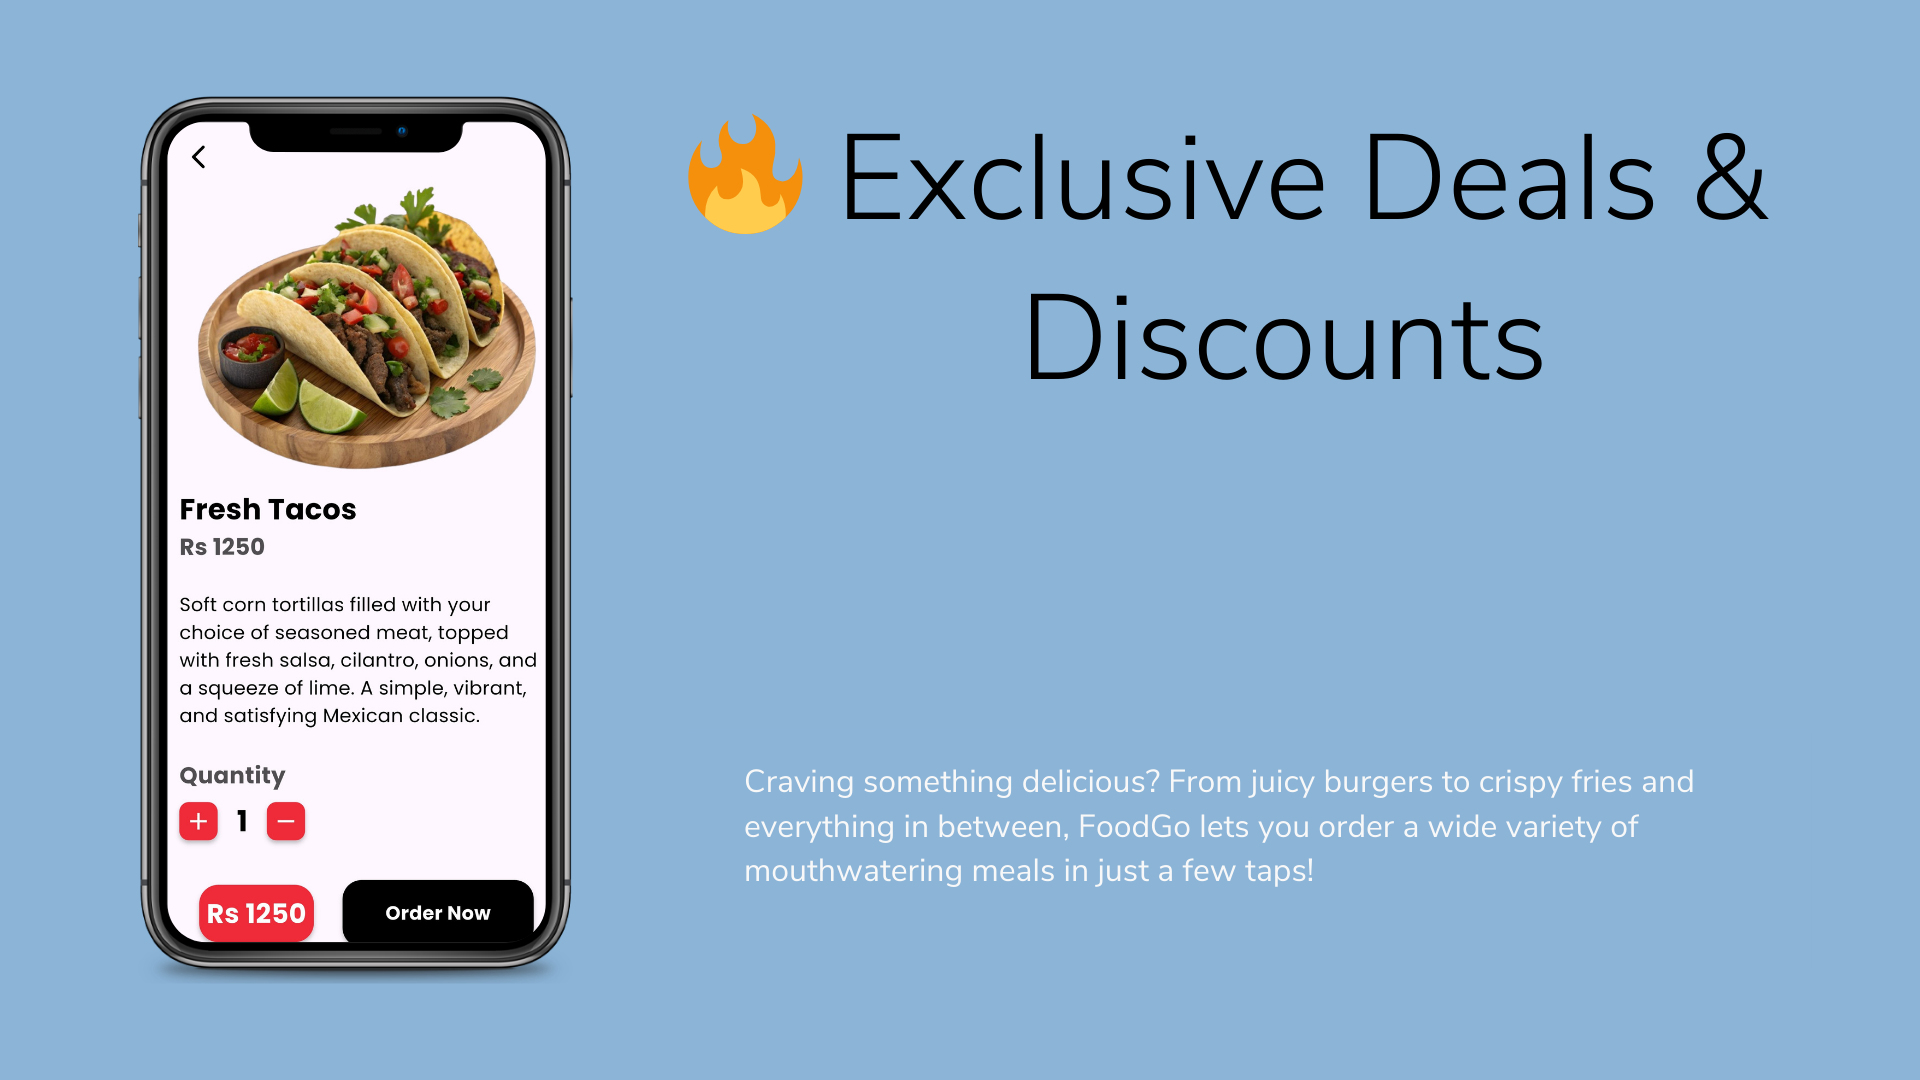 Fresh Tacos
Rs 1250
Soft corn tortillas filled with your
choice of seasoned meat, topped
with fresh salsa, cilantro, onions, and
a squeeze of lime. A simple, vibrant,
and satisfying Mexican classic.
Quantity
+ 1 −
Rs 1250 Order Now
🔥 Exclusive Deals &
Discounts
Craving something delicious? From juicy burgers to crispy fries and
everything in between, FoodGo lets you order a wide variety of
mouthwatering meals in just a few taps!